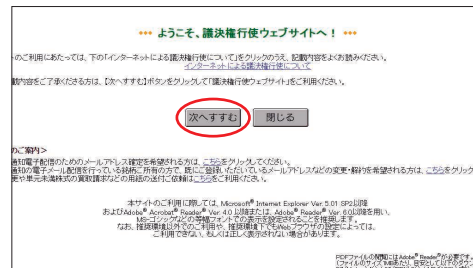 *** ようこそ、議決権行使ウェブサイトへ！ ***
のご利用にあたっては、下の「インターネットによる議決権行使について」をクリックのうえ、記載内容をよくお読みください。
インターネットによる議決権行使について
載内容をご了承くださる方は、【次へすすむ】ボタンをクリックして「議決権行使ウェブサイト」をご利用ください。
次へすすむ 閉じる
のご案内>
通知電子配信のためのメールアドレス確定を希望される方は、こちらをクリックしてください。
通知の電子メール配信を行っている銘柄ご所有の方で、既にご登録いただいているメールアドレスなどの変更・解約を希望される方は、こちらをクリック
更や単元未満株式の買取請求などの用紙の送付ご依頼はこちらをご利用ください。
本サイトのご利用に際しては、Microsoft® Internet Explorer Ver. 5.01 SP2以降
およびAdobe® Acrobat® Reader® Ver. 4.0 以降または、Adobe® Reader® Ver. 6.0以降を用い、
MS-ゴシックなどの等幅フォントでの表示を設定されることを推奨します。
なお、推奨環境以外でのご利用や、推奨環境下でもWebブラウザの設定によっては、
ご利用できない、もしくは正しく表示されない場合があります。
PDFファイルの閲覧にはAdobe® Reader®が必要です